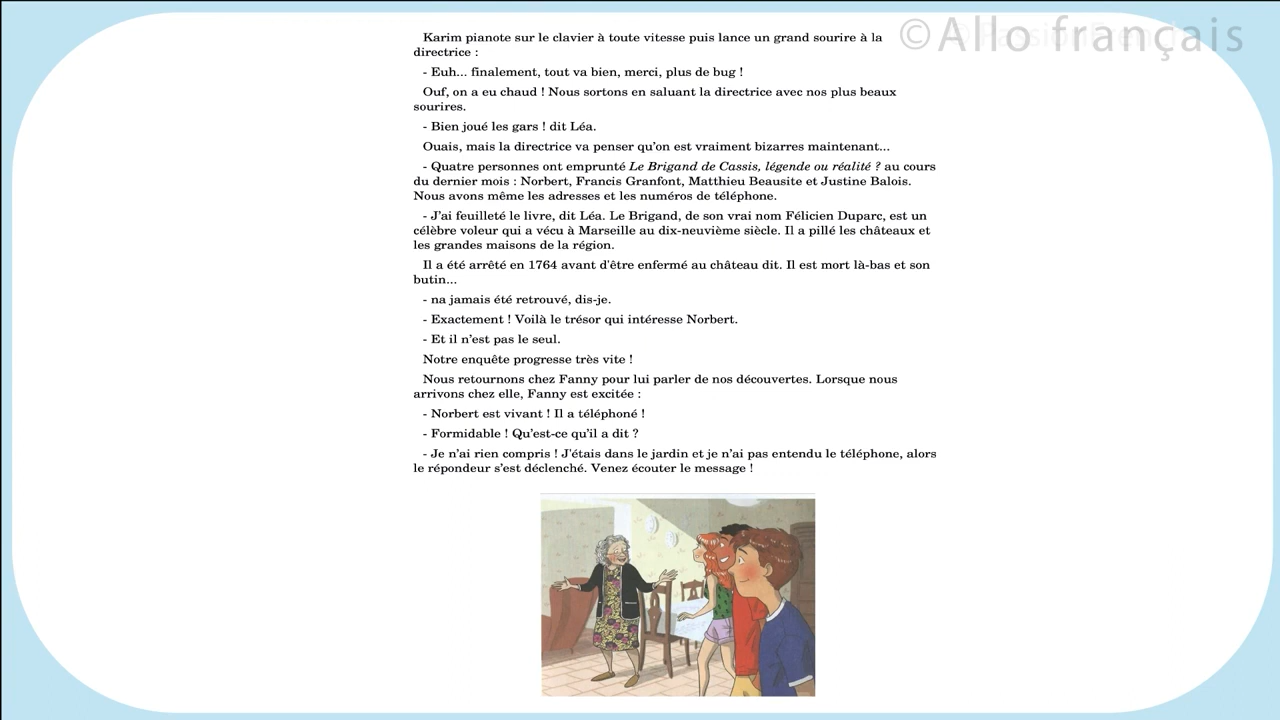 © Allo français
Karim pianote sur le clavier à toute vitesse puis lance un grand sourire à la
directrice :
- Euh... finalement, tout va bien, merci, plus de bug !
Ouf, on a eu chaud ! Nous sortons en saluant la directrice avec nos plus beaux
sourires.
- Bien joué les gars ! dit Léa.
Ouais, mais la directrice va penser qu'on est vraiment bizarres maintenant...
- Quatre personnes ont emprunté Le Brigand de Cassis, légende ou réalité ? au cours
du dernier mois : Norbert, Francis Granfont, Matthieu Beausite et Justine Balois.
Nous avons même les adresses et les numéros de téléphone.
- J'ai feuilleté le livre, dit Léa. Le Brigand, de son vrai nom Félicien Duparc, est un
célèbre voleur qui a vécu à Marseille au dix-neuvième siècle. Il a pillé les châteaux et
les grandes maisons de la région.
Il a été arrêté en 1764 avant d'être enfermé au château dit. Il est mort là-bas et son
butin...
- na jamais été retrouvé, dis-je.
- Exactement ! Voilà le trésor qui intéresse Norbert.
- Et il n'est pas le seul.
Notre enquête progresse très vite !
Nous retournons chez Fanny pour lui parler de nos découvertes. Lorsque nous
arrivons chez elle, Fanny est excitée :
- Norbert est vivant ! Il a téléphoné !
- Formidable ! Qu'est-ce qu'il a dit ?
- Je n'ai rien compris ! J'étais dans le jardin et je n'ai pas entendu le téléphone, alors
le répondeur s'est déclenché. Venez écouter le message !